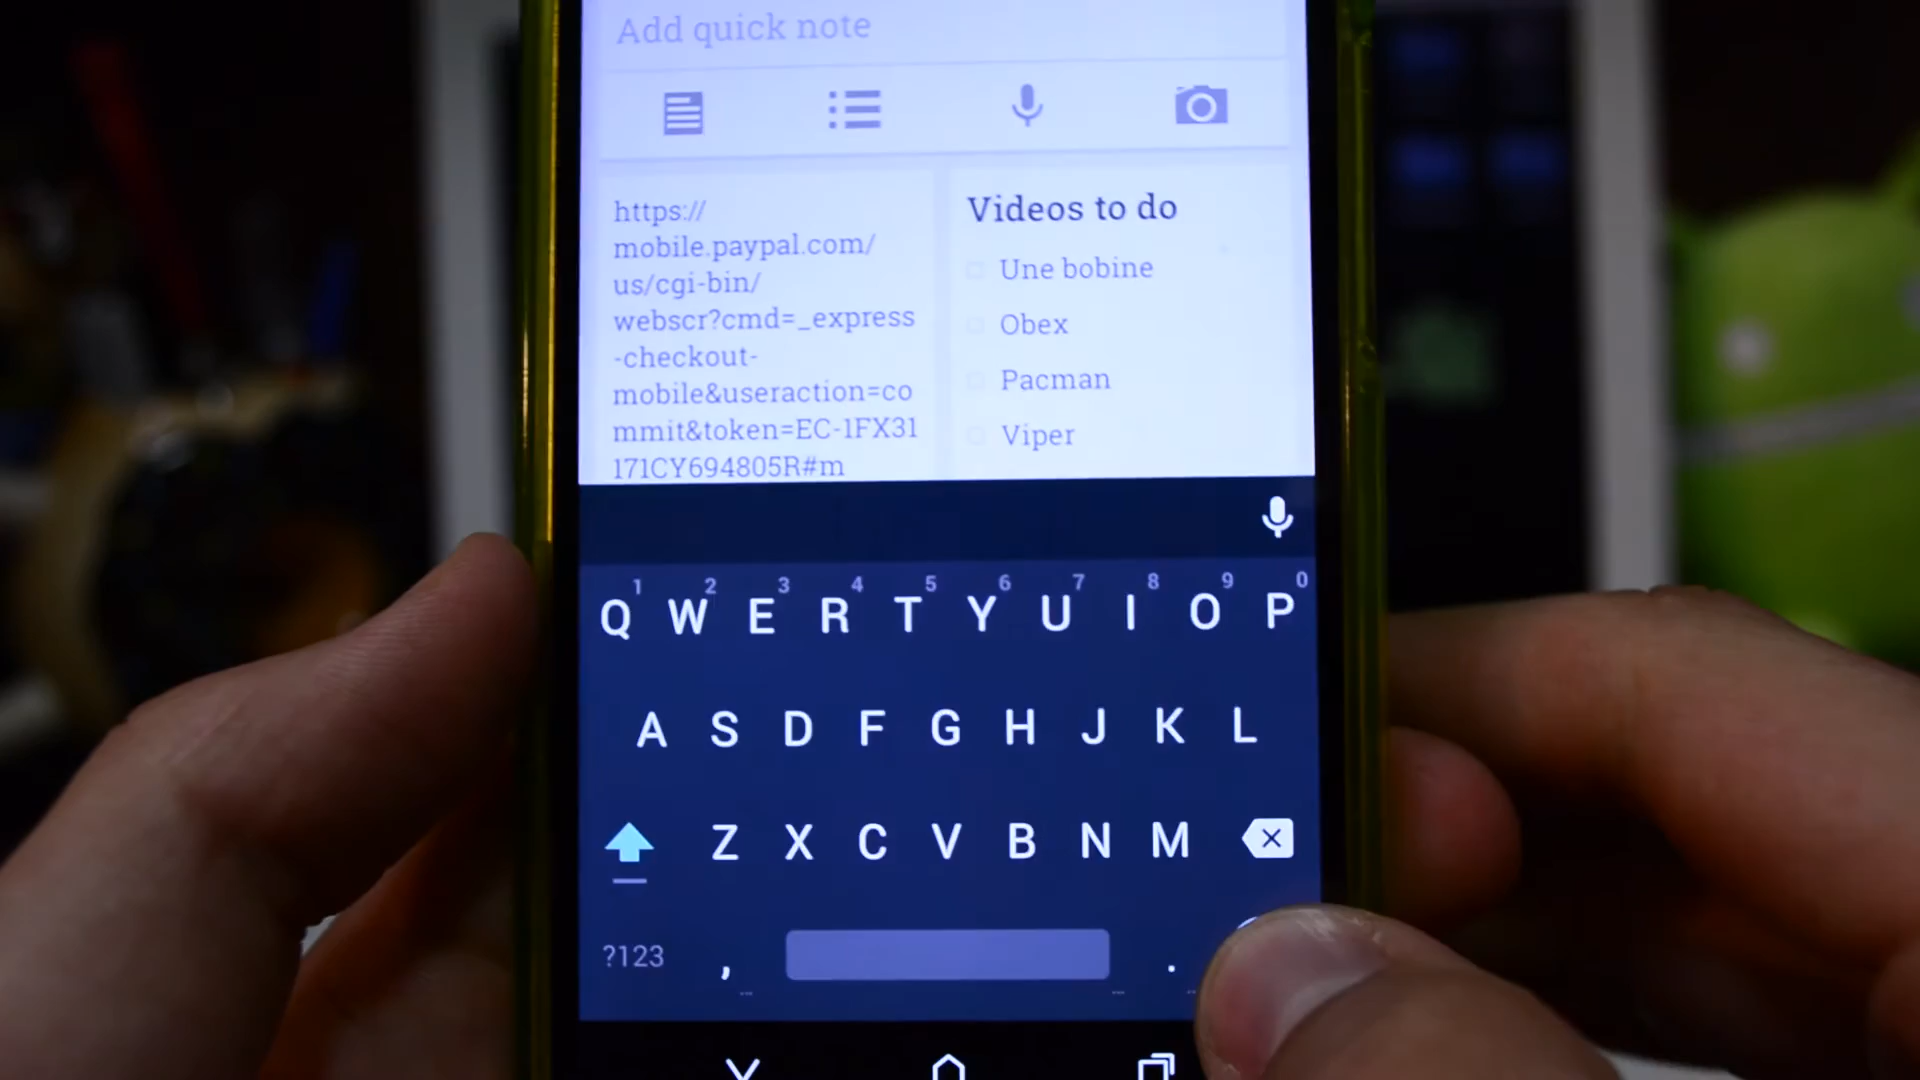 Add quick note
https://
mobile.paypal.com/
us/cgi-bin/
webscr?cmd=_express
-checkout-
mobile&useraction=co
mmit&token=EC-1FX31
171CY694805R#m
Videos to do
Une bobine
Obex
Pacman
Viper
1 2 3 4 5 6 7 8 9 0
Q W E R T Y U I O P
A S D F G H J K L
Z X C V B N M
?123 , .